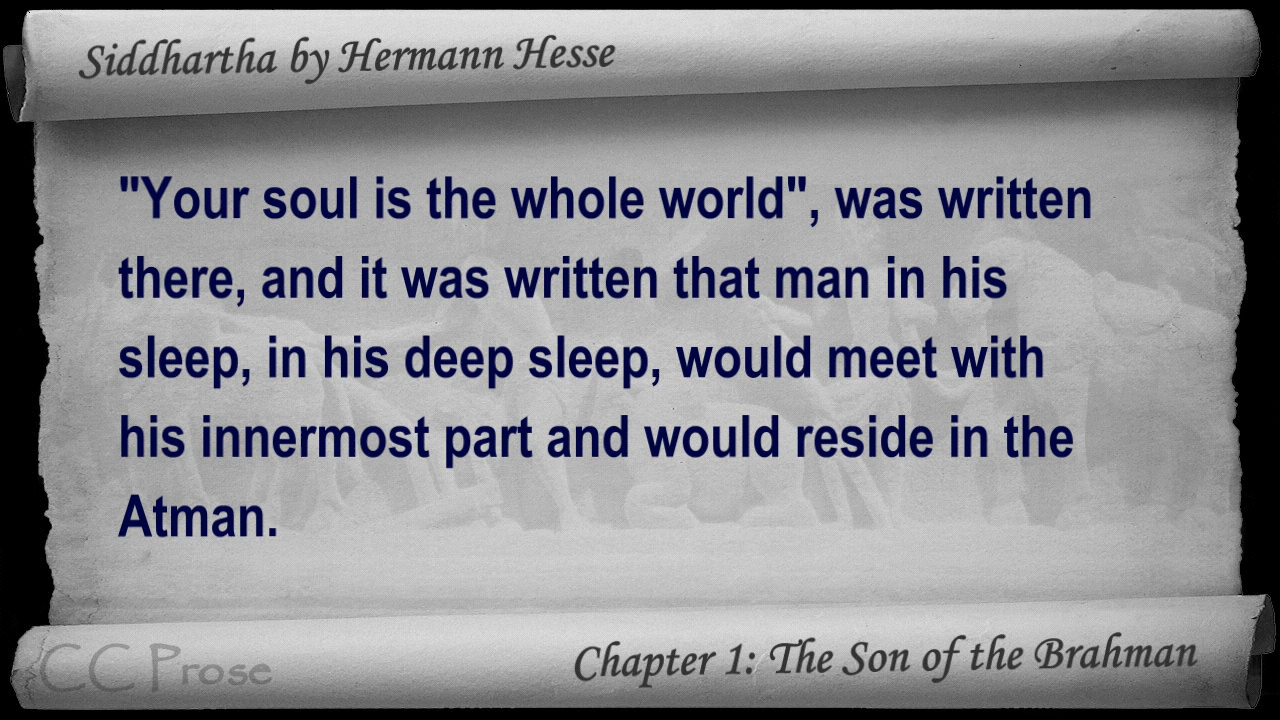 Siddhartha by Hermann Hesse
"Your soul is the whole world", was written
there, and it was written that man in his
sleep, in his deep sleep, would meet with
his innermost part and would reside in the
Atman.
CC Prose
Chapter 1: The Son of the Brahman